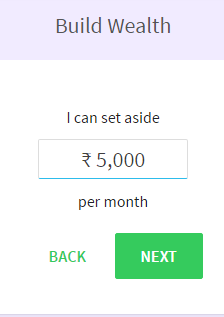 Build Wealth
I can set aside
₹ 5,000
per month
BACK NEXT